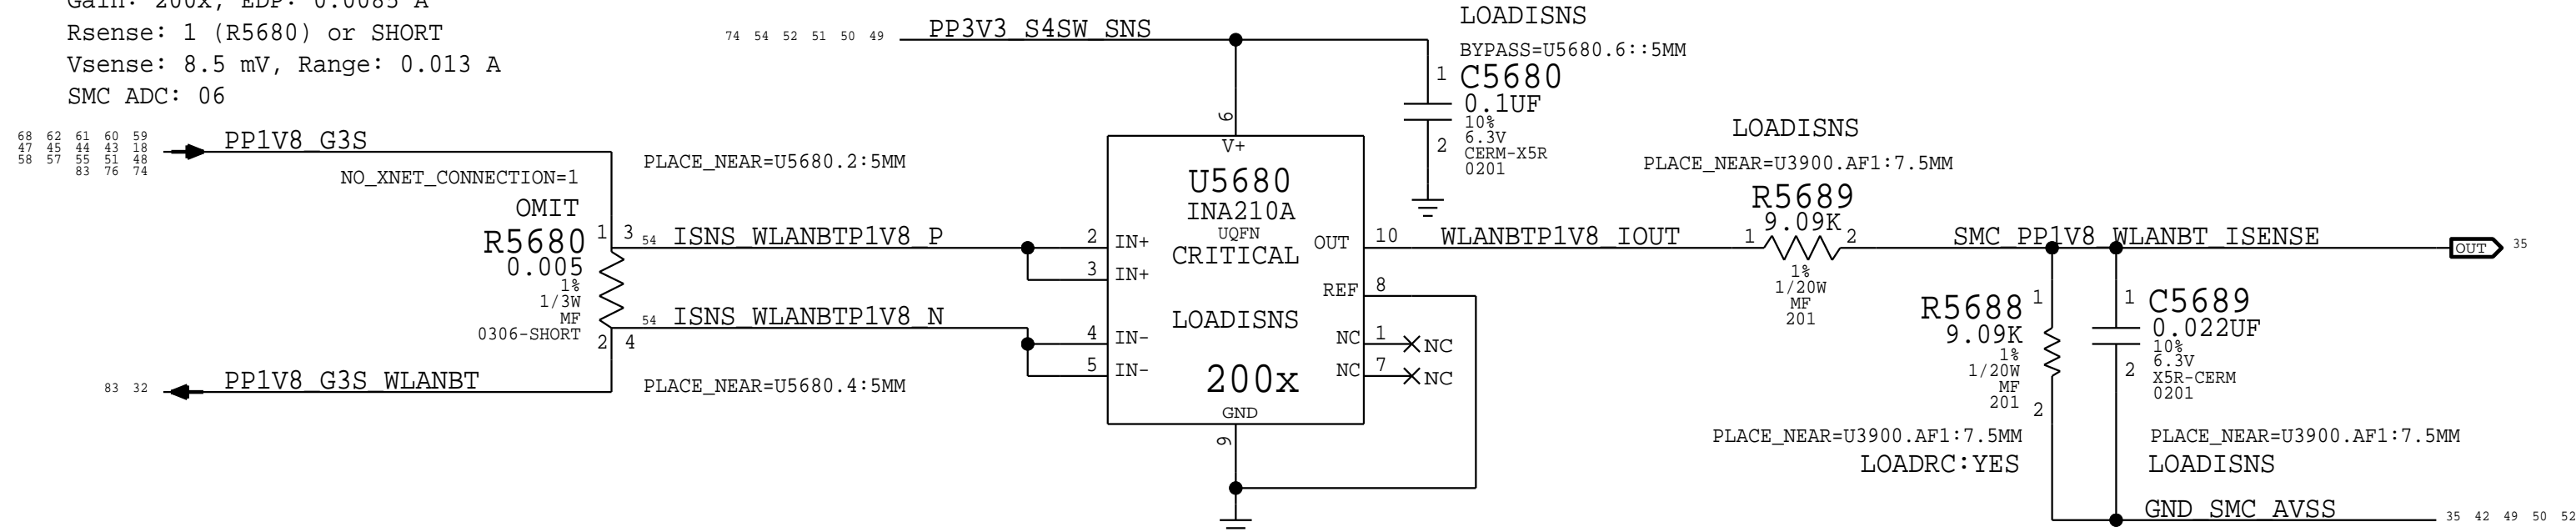 Gain: 200x, EDP: 0.0085 A
Rsense: 1 (R5680) or SHORT
Vsense: 8.5 mV, Range: 0.013 A
SMC ADC: 06
74 54 52 51 50 49
PP3V3_S4SW_SNS
LOADISNS
BYPASS=U5680.6::5MM
1
C5680
0.1UF
10%
6.3V
2
CERM-X5R
0201
68 62 61 60 59
47 45 44 43 18
58 57 55 51 48
83 76 74
PP1V8_G3S
PLACE_NEAR=U5680.2:5MM
NO_XNET_CONNECTION=1
OMIT
R5680
0.005
1%
1/3W
MF
0306-SHORT
1 3
2 4
54 ISNS_WLANBTP1V8_P
54 ISNS_WLANBTP1V8_N
83 32
PP1V8_G3S_WLANBT
PLACE_NEAR=U5680.4:5MM
6
V+
U5680
INA210A
UQFN
CRITICAL
LOADISNS
200x
GND
9
2 IN+
3 IN+
4 IN-
5 IN-
OUT 10
REF 8
NC 1 NC
NC 7 NC
WLANBTP1V8_IOUT
LOADISNS
PLACE_NEAR=U3900.AF1:7.5MM
R5689
9.09K
1 2
1%
1/20W
MF
201
SMC_PP1V8_WLANBT_ISENSE
OUT 35
R5688
9.09K
1%
1/20W
MF
201
1
2
PLACE_NEAR=U3900.AF1:7.5MM
LOADRC:YES
1
C5689
0.022UF
10%
6.3V
2
X5R-CERM
0201
PLACE_NEAR=U3900.AF1:7.5MM
LOADISNS
GND_SMC_AVSS
35 42 49 50 52